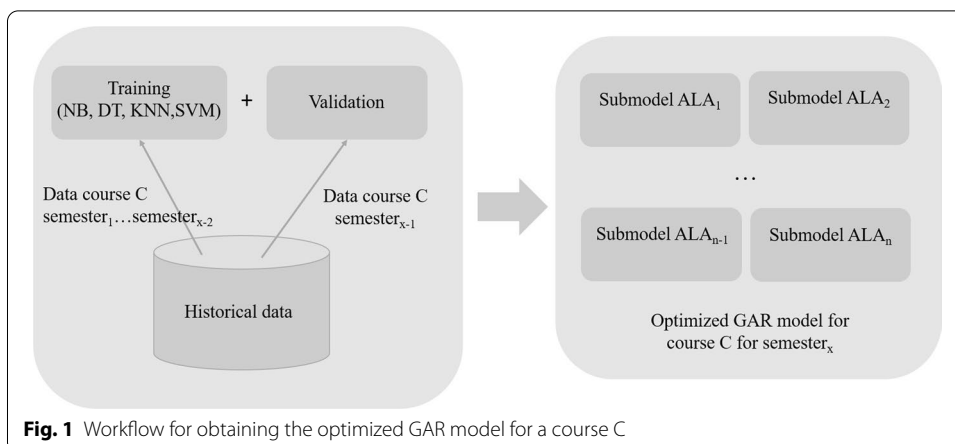 Training
(NB, DT, KNN,SVM)
+
Validation
Data course C
semester1…semesterx-2
Data course C
semesterx-1
Historical data
Submodel ALA1
Submodel ALA2
…
Submodel ALAn-1
Submodel ALAn
Optimized GAR model for
course C for semesterx
Fig. 1 Workflow for obtaining the optimized GAR model for a course C